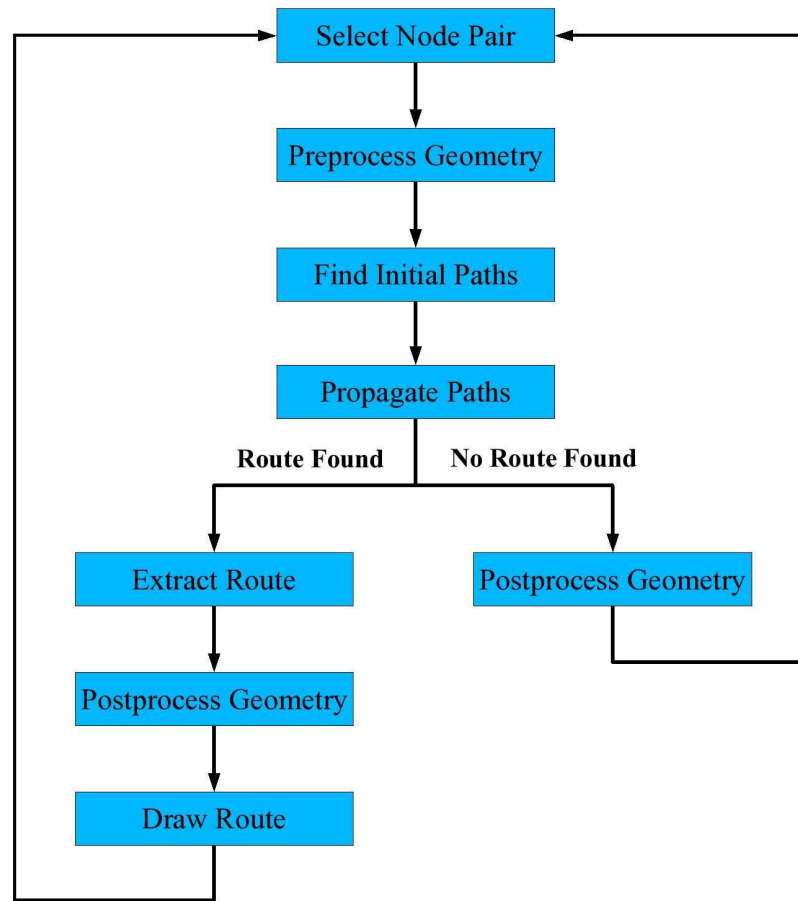 Select Node Pair
Preprocess Geometry
Find Initial Paths
Propagate Paths
Route Found
No Route Found
Extract Route
Postprocess Geometry
Postprocess Geometry
Draw Route